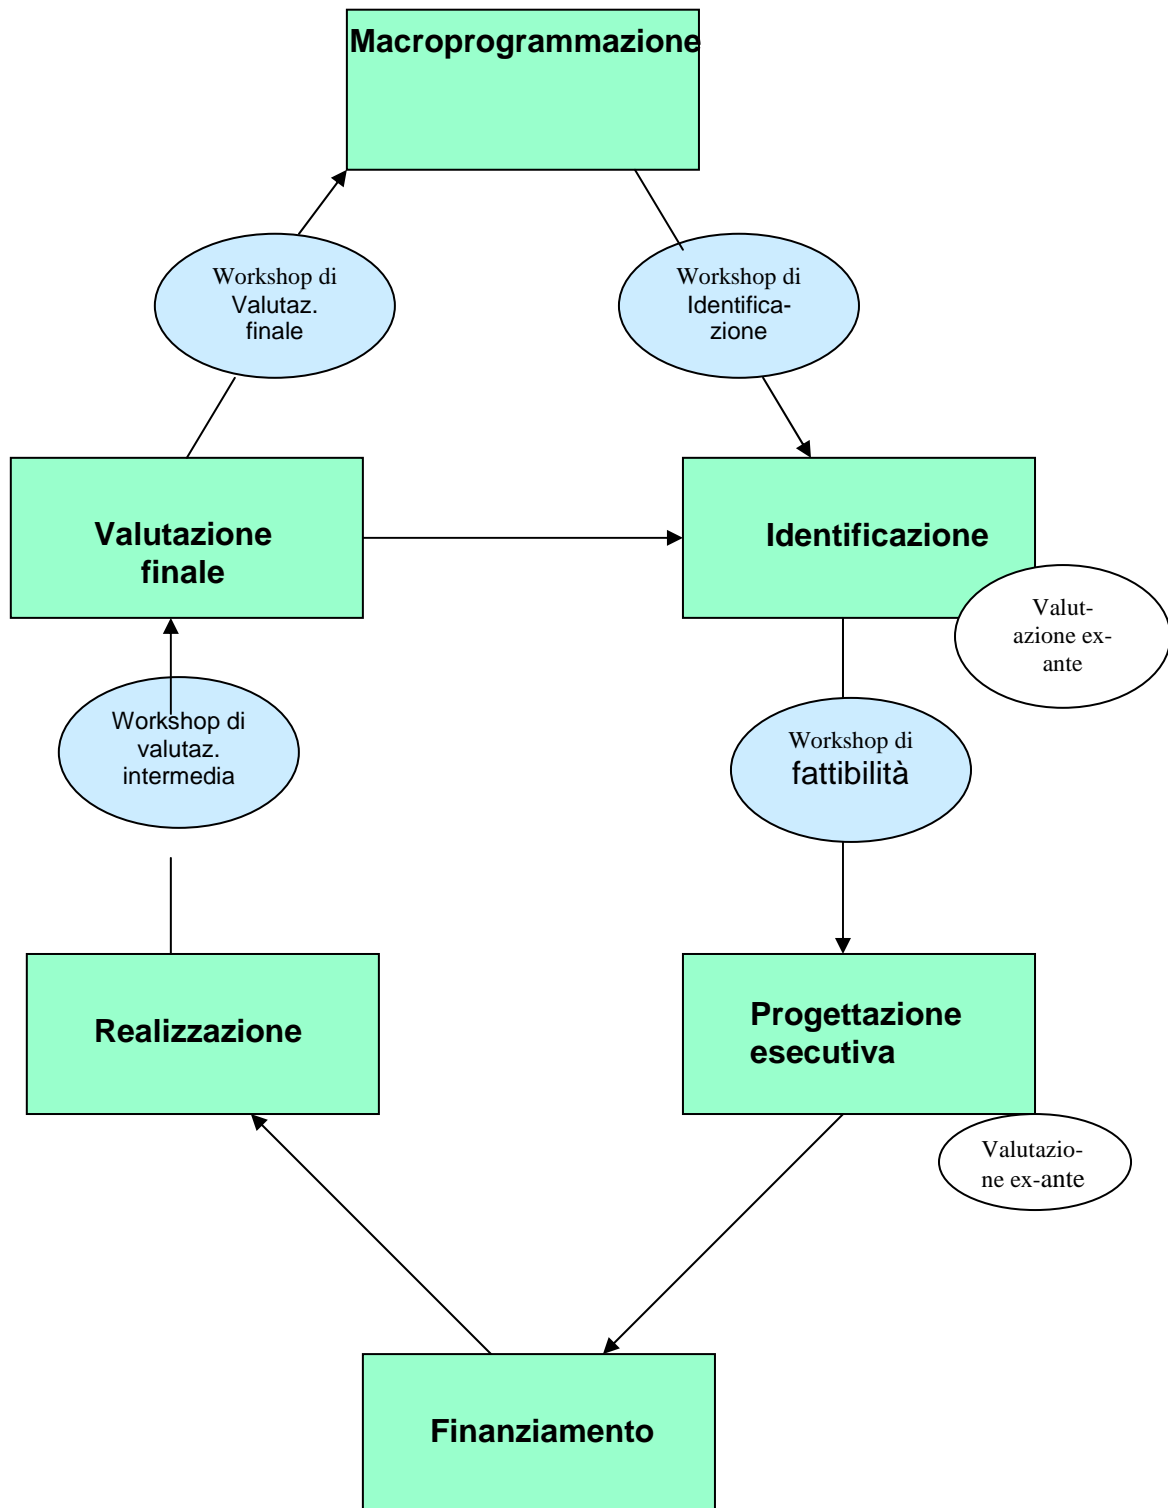 Macroprogrammazione
Workshop di
Valutaz.
finale
Workshop di
Identifica-
zione
Valutazione
finale
Identificazione
Valut-
azione ex-
ante
Workshop di
valutaz.
intermedia
Workshop di
fattibilità
Realizzazione
Progettazione
esecutiva
Valutazio-
ne ex-ante
Finanziamento